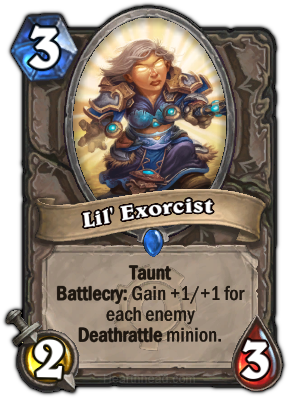 3
Lil' Exorcist
Taunt
Battlecry: Gain +1/+1 for
each enemy
Deathrattle minion.
2
3